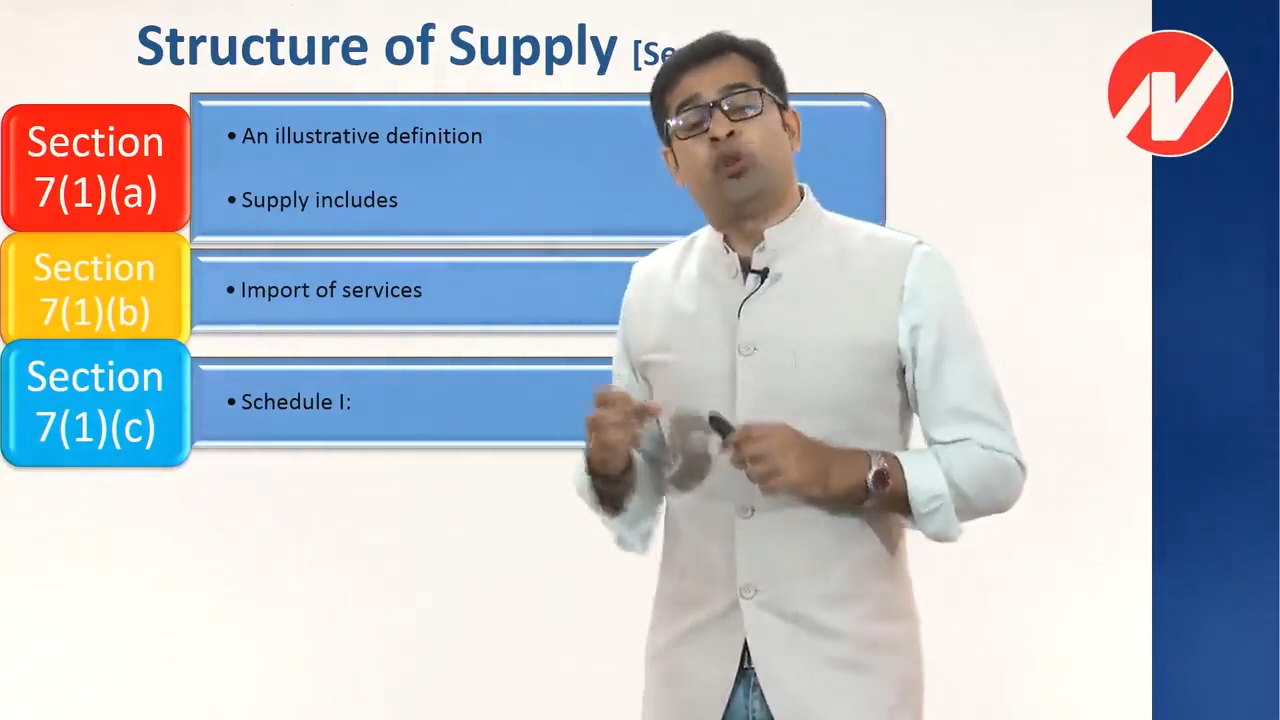 Structure of Supply
Section
7(1)(a)
• An illustrative definition
• Supply includes
Section
7(1)(b)
• Import of services
Section
7(1)(c)
• Schedule I: